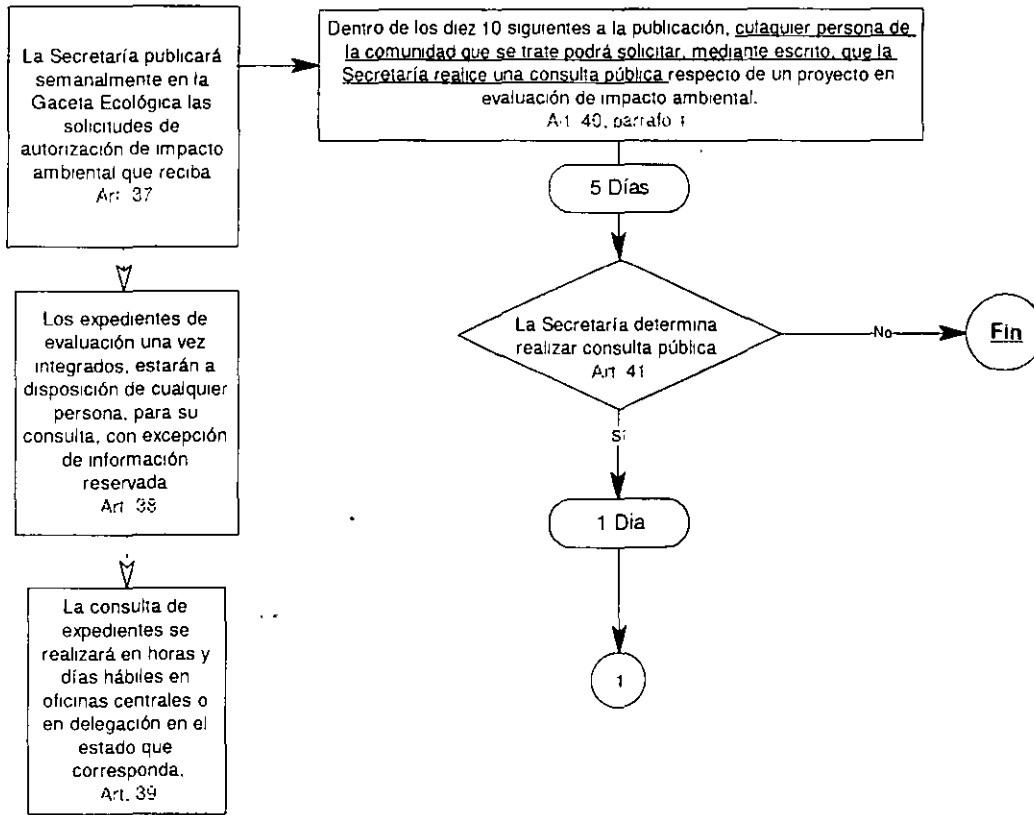 La Secretaría publicará
semanalmente en la
Gaceta Ecológica las
solicitudes de
autorización de impacto
ambiental que reciba
Art. 37
Dentro de los diez 10 siguientes a la publicación, cutaquier persona de
la comunidad que se trate podrá solicitar, mediante escrito, que la
Secretaría realice una consulta pública respecto de un proyecto en
evaluación de impacto ambiental.
Art 40, párrafo 1
5 Días
La Secretaría determina
realizar consulta pública
Art 41
No
Fin
Sí
1 Dia
1
Los expedientes de
evaluación una vez
integrados, estarán a
disposición de cualquier
persona, para su
consulta, con excepción
de información
reservada
Art 38
La consulta de
expedientes se
realizará en horas y
días hábiles en
oficinas centrales o
en delegación en el
estado que
corresponda.
Art. 39